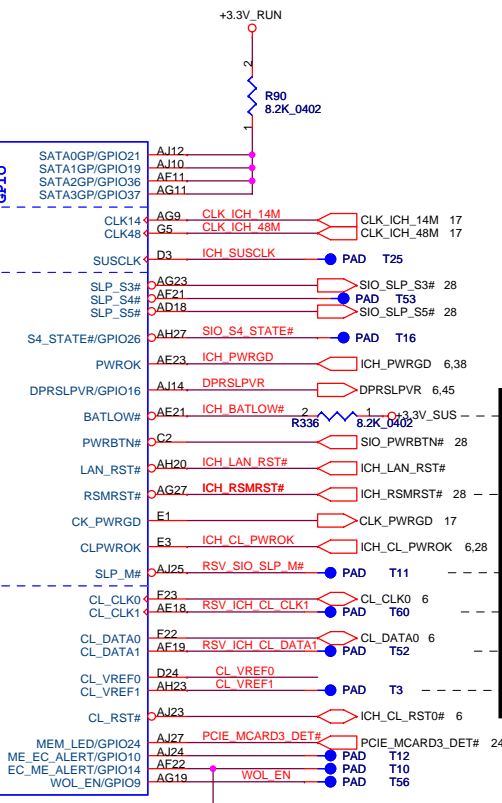 +3.3V_RUN
2
R90
8.2K_0402
1
GPIO
SATA0GP/GPIO21 AJ12
SATA1GP/GPIO19 AJ10
SATA2GP/GPIO36 AF11
SATA3GP/GPIO37 AG11
CLK14 AG9 CLK_ICH_14M CLK_ICH_14M 17
CLK48 G5 CLK_ICH_48M CLK_ICH_48M 17
SUSCLK D3 ICH_SUSCLK PAD T25
SLP_S3# AG23 SIO_SLP_S3# 28
SLP_S4# AF21 PAD T53
SLP_S5# AD18 SIO_SLP_S5# 28
S4_STATE#/GPIO26 AH27 SIO_S4_STATE# PAD T16
PWROK AE23 ICH_PWRGD ICH_PWRGD 6,38
DPRSLPVR/GPIO16 AJ14 DPRSLPVR DPRSLPVR 6,45
BATLOW# AE21 ICH_BATLOW# 2 1 +3.3V_SUS
R336 8.2K_0402
PWRBTN# C2 SIO_PWRBTN# 28
LAN_RST# AH20 ICH_LAN_RST# ICH_LAN_RST#
RSMRST# AG27 ICH_RSMRST# ICH_RSMRST# 28
CK_PWRGD E1 CLK_PWRGD 17
CLPWROK E3 ICH_CL_PWROK ICH_CL_PWROK 6,28
SLP_M# AJ25 RSV_SIO_SLP_M# PAD T11
CL_CLK0 F23 CL_CLK0 6
CL_CLK1 AE18 RSV_ICH_CL_CLK1 PAD T60
CL_DATA0 F22 CL_DATA0 6
CL_DATA1 AF19 RSV_ICH_CL_DATA1 PAD T52
CL_VREF0 D24 CL_VREF0
CL_VREF1 AH23 CL_VREF1 PAD T3
CL_RST# AJ23 ICH_CL_RST0# 6
MEM_LED/GPIO24 AJ27 PCIE_MCARD3_DET# PCIE_MCARD3_DET# 24
ME_EC_ALERT/GPIO10 AJ24 PAD T12
EC_ME_ALERT/GPIO14 AF22 PAD T10
WOL_EN/GPIO9 AG19 WOL_EN PAD T56